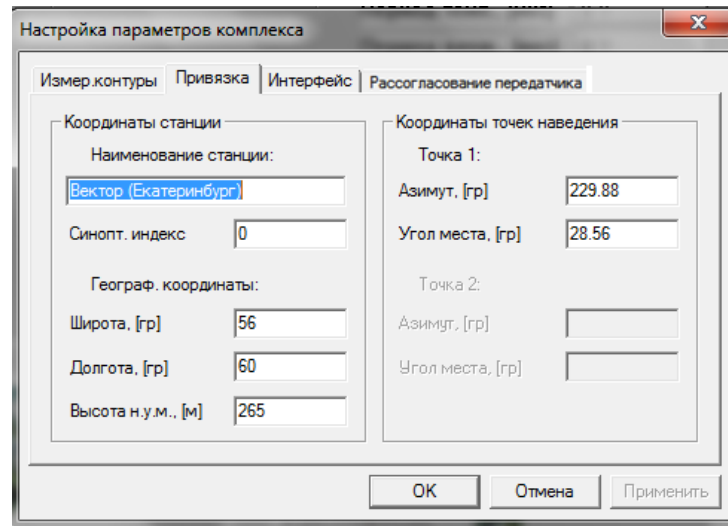 Настройка параметров комплекса
Измер.контуры
Привязка
Интерфейс
Рассогласование передатчика
Координаты станции
Наименование станции:
Вектор (Екатеринбург)
Синопт. индекс
0
Географ. координаты:
Широта, [гр]
56
Долгота, [гр]
60
Высота н.у.м., [м]
265
Координаты точек наведения
Точка 1:
Азимут, [гр]
229.88
Угол места, [гр]
28.56
Точка 2:
Азимут, [гр]
Угол места, [гр]
OK
Отмена
Применить